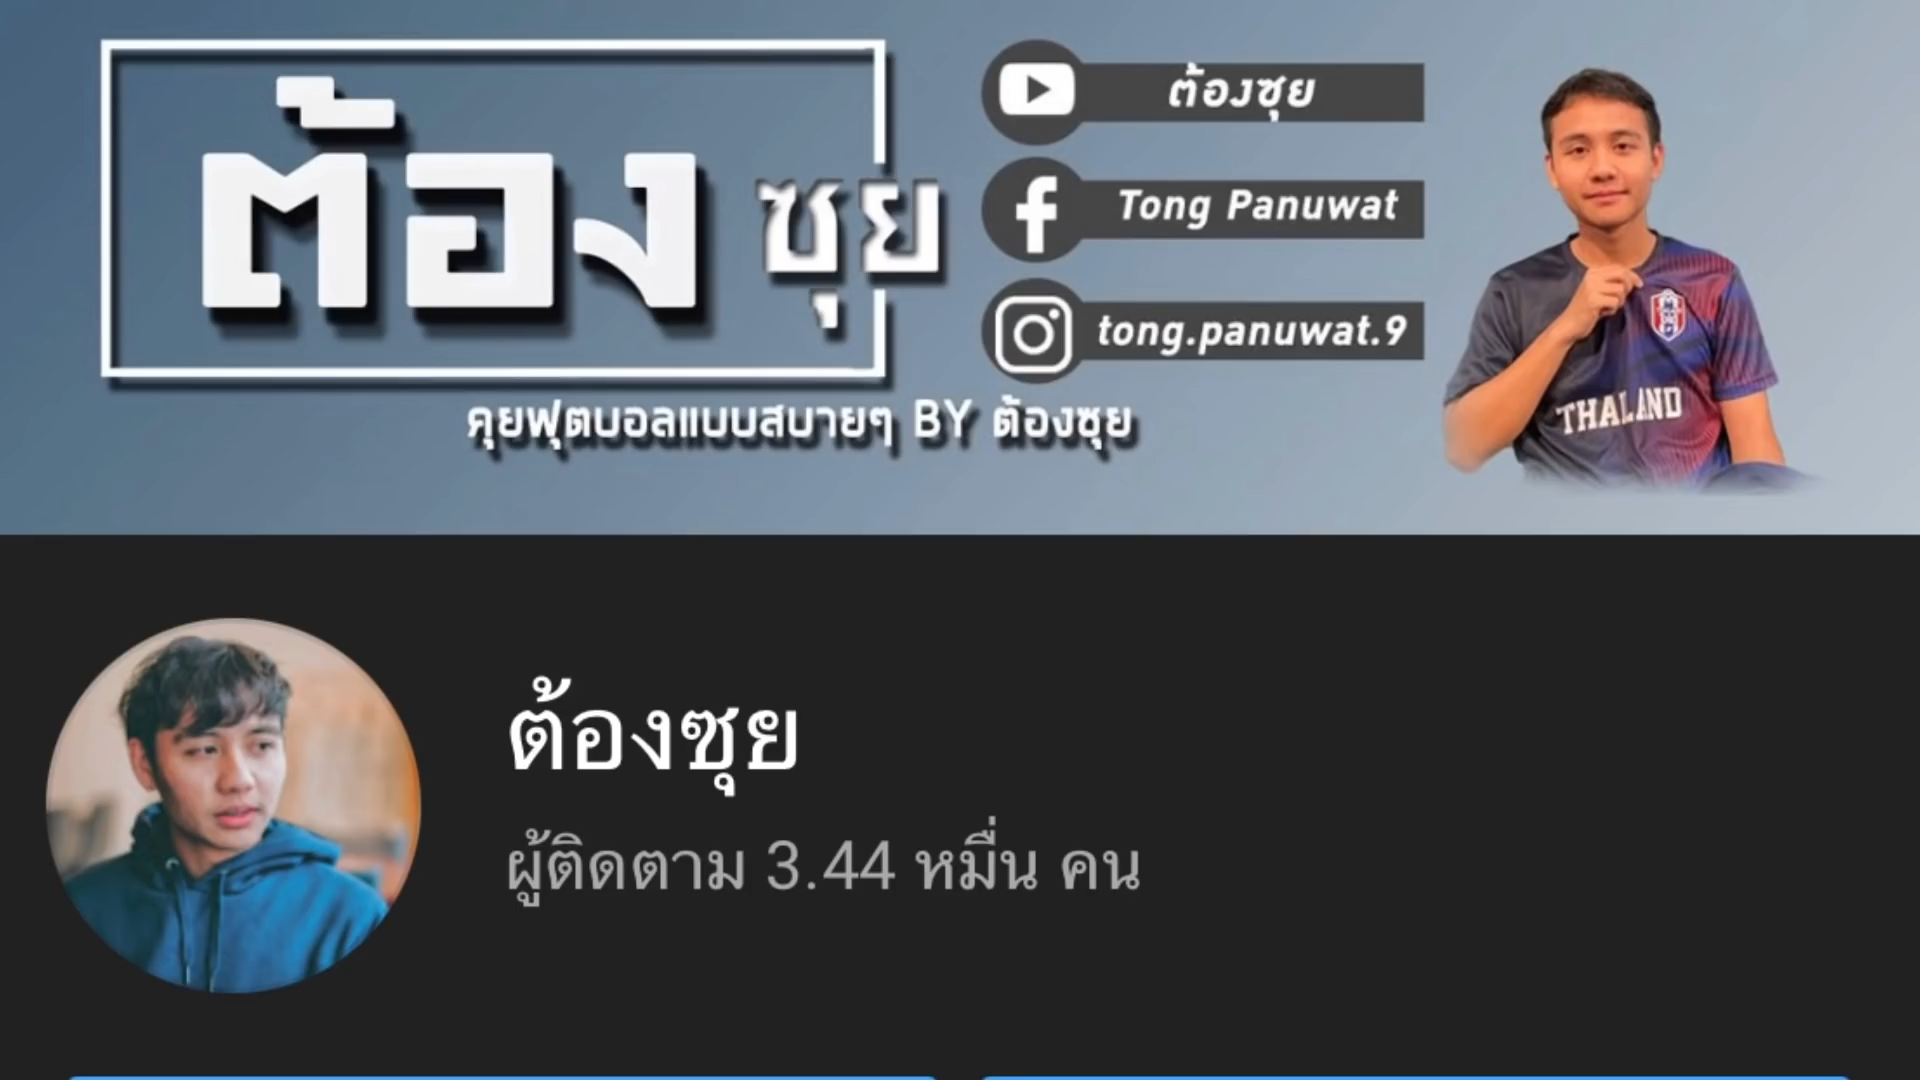 ต้องซุย
ต้องซุย
Tong Panuwat
tong.panuwat.9
คุยฟุตบอลแบบสบายๆ BY ต้องซุย
THAILAND
ต้องซุย
ผู้ติดตาม 3.44 หมื่น คน